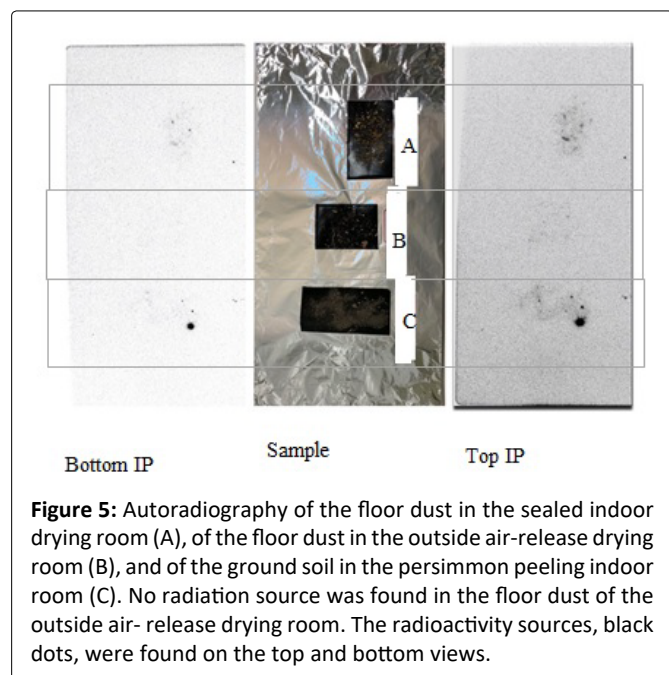 A
B
C
Bottom IP
Sample
Top IP
Figure 5: Autoradiography of the floor dust in the sealed indoor
drying room (A), of the floor dust in the outside air-release drying
room (B), and of the ground soil in the persimmon peeling indoor
room (C). No radiation source was found in the floor dust of the
outside air- release drying room. The radioactivity sources, black
dots, were found on the top and bottom views.